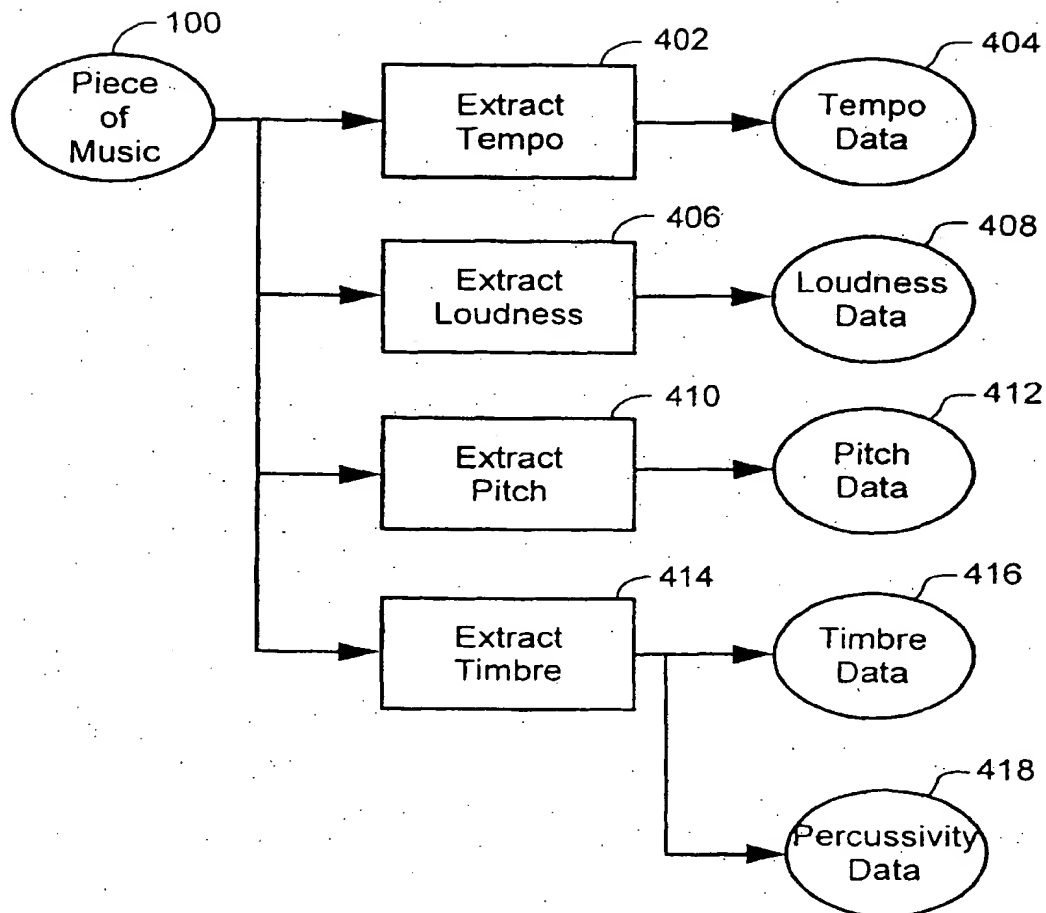 100
Piece
of
Music
402
Extract
Tempo
404
Tempo
Data
406
Extract
Loudness
408
Loudness
Data
410
Extract
Pitch
412
Pitch
Data
414
Extract
Timbre
416
Timbre
Data
418
Percussivity
Data